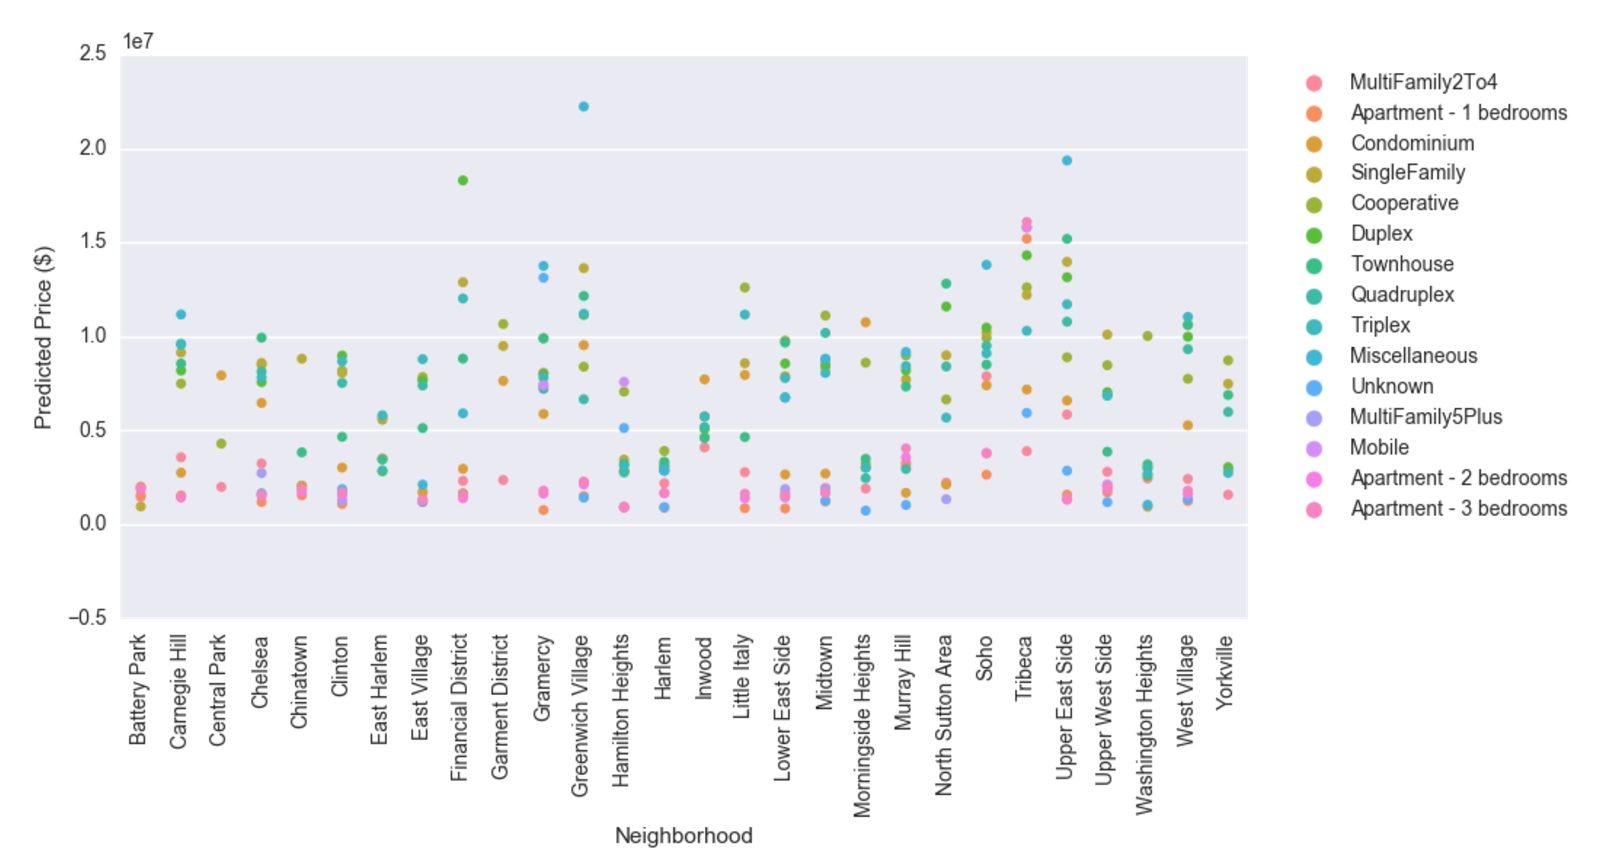 1e7
2.5
2.0
1.5
1.0
0.5
0.0
−0.5
Predicted Price ($)
Battery Park
Carnegie Hill
Central Park
Chelsea
Chinatown
Clinton
East Harlem
East Village
Financial District
Garment District
Gramercy
Greenwich Village
Hamilton Heights
Harlem
Inwood
Little Italy
Lower East Side
Midtown
Morningside Heights
Murray Hill
North Sutton Area
Soho
Tribeca
Upper East Side
Upper West Side
Washington Heights
West Village
Yorkville
Neighborhood
MultiFamily2To4
Apartment - 1 bedrooms
Condominium
SingleFamily
Cooperative
Duplex
Townhouse
Quadruplex
Triplex
Miscellaneous
Unknown
MultiFamily5Plus
Mobile
Apartment - 2 bedrooms
Apartment - 3 bedrooms